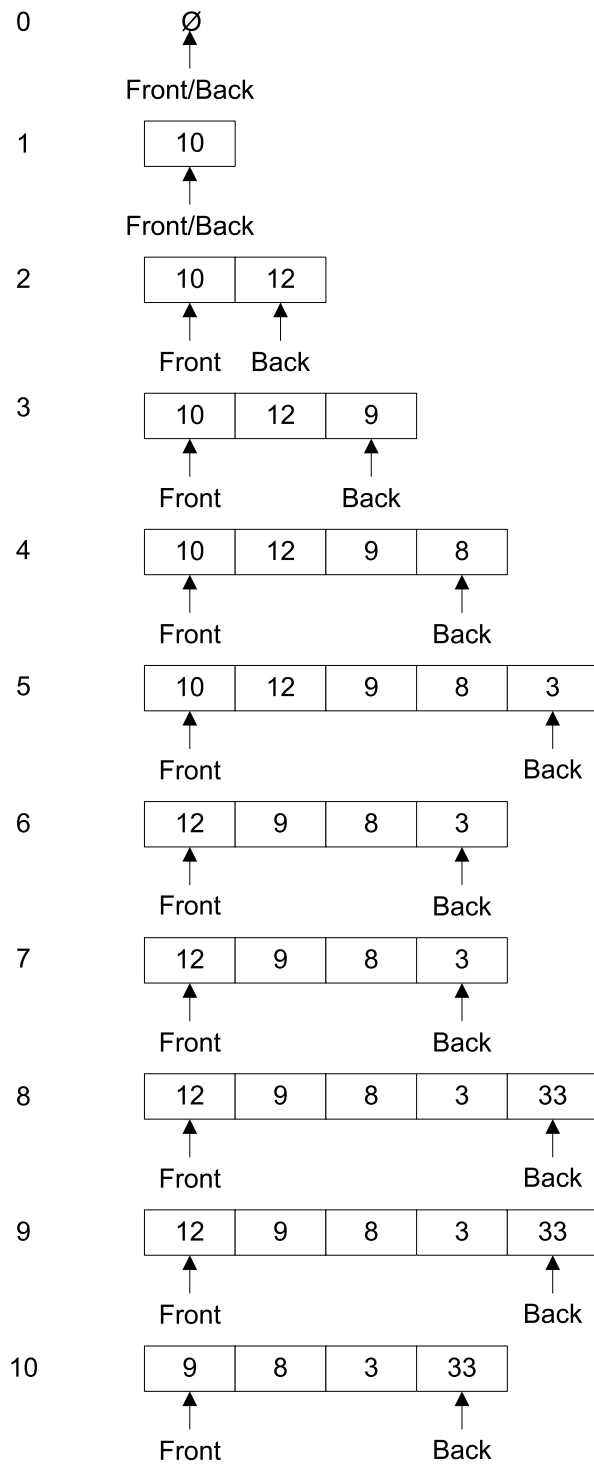 0 Ø
Front/Back
1 10
Front/Back
2 10 12
Front Back
3 10 12 9
Front Back
4 10 12 9 8
Front Back
5 10 12 9 8 3
Front Back
6 12 9 8 3
Front Back
7 12 9 8 3
Front Back
8 12 9 8 3 33
Front Back
9 12 9 8 3 33
Front Back
10 9 8 3 33
Front Back